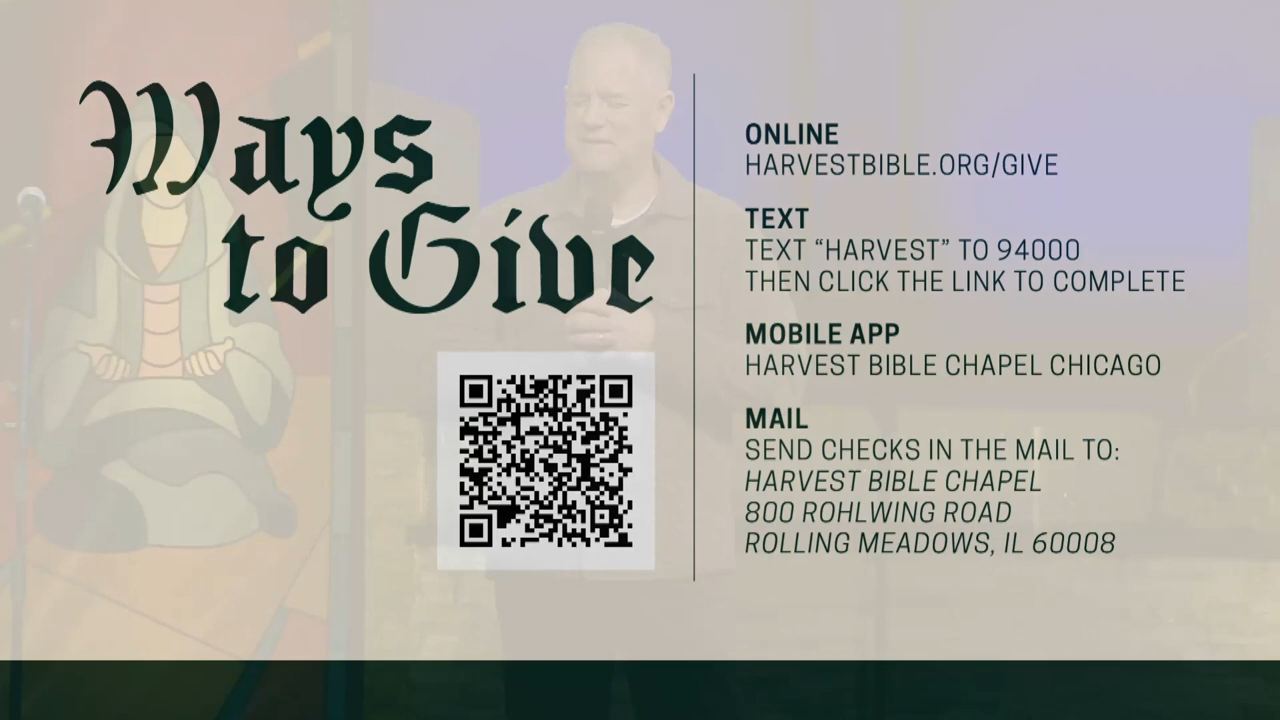 Ways
to Give
ONLINE
HARVESTBIBLE.ORG/GIVE
TEXT
TEXT “HARVEST” TO 94000
THEN CLICK THE LINK TO COMPLETE
MOBILE APP
HARVEST BIBLE CHAPEL CHICAGO
MAIL
SEND CHECKS IN THE MAIL TO:
HARVEST BIBLE CHAPEL
800 ROHLWING ROAD
ROLLING MEADOWS, IL 60008